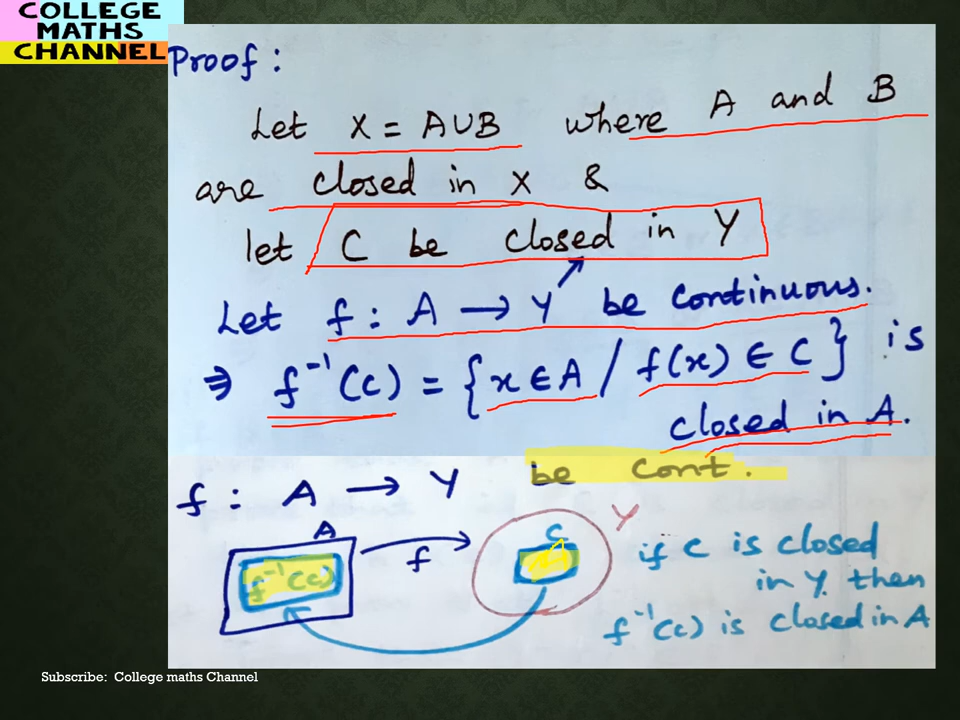 COLLEGE
MATHS
CHANNEL
Proof :
Let X = A∪B where A and B
are closed in X &
let C be closed in Y
Let f : A → Y be continuous.
⇒ f⁻¹(C) = {x ∈ A / f(x) ∈ C} is
closed in A.
f : A → Y be cont.
A
f
f⁻¹(C)
C
Y
if C is closed
in Y then
f⁻¹(C) is closed in A
Subscribe: College maths Channel